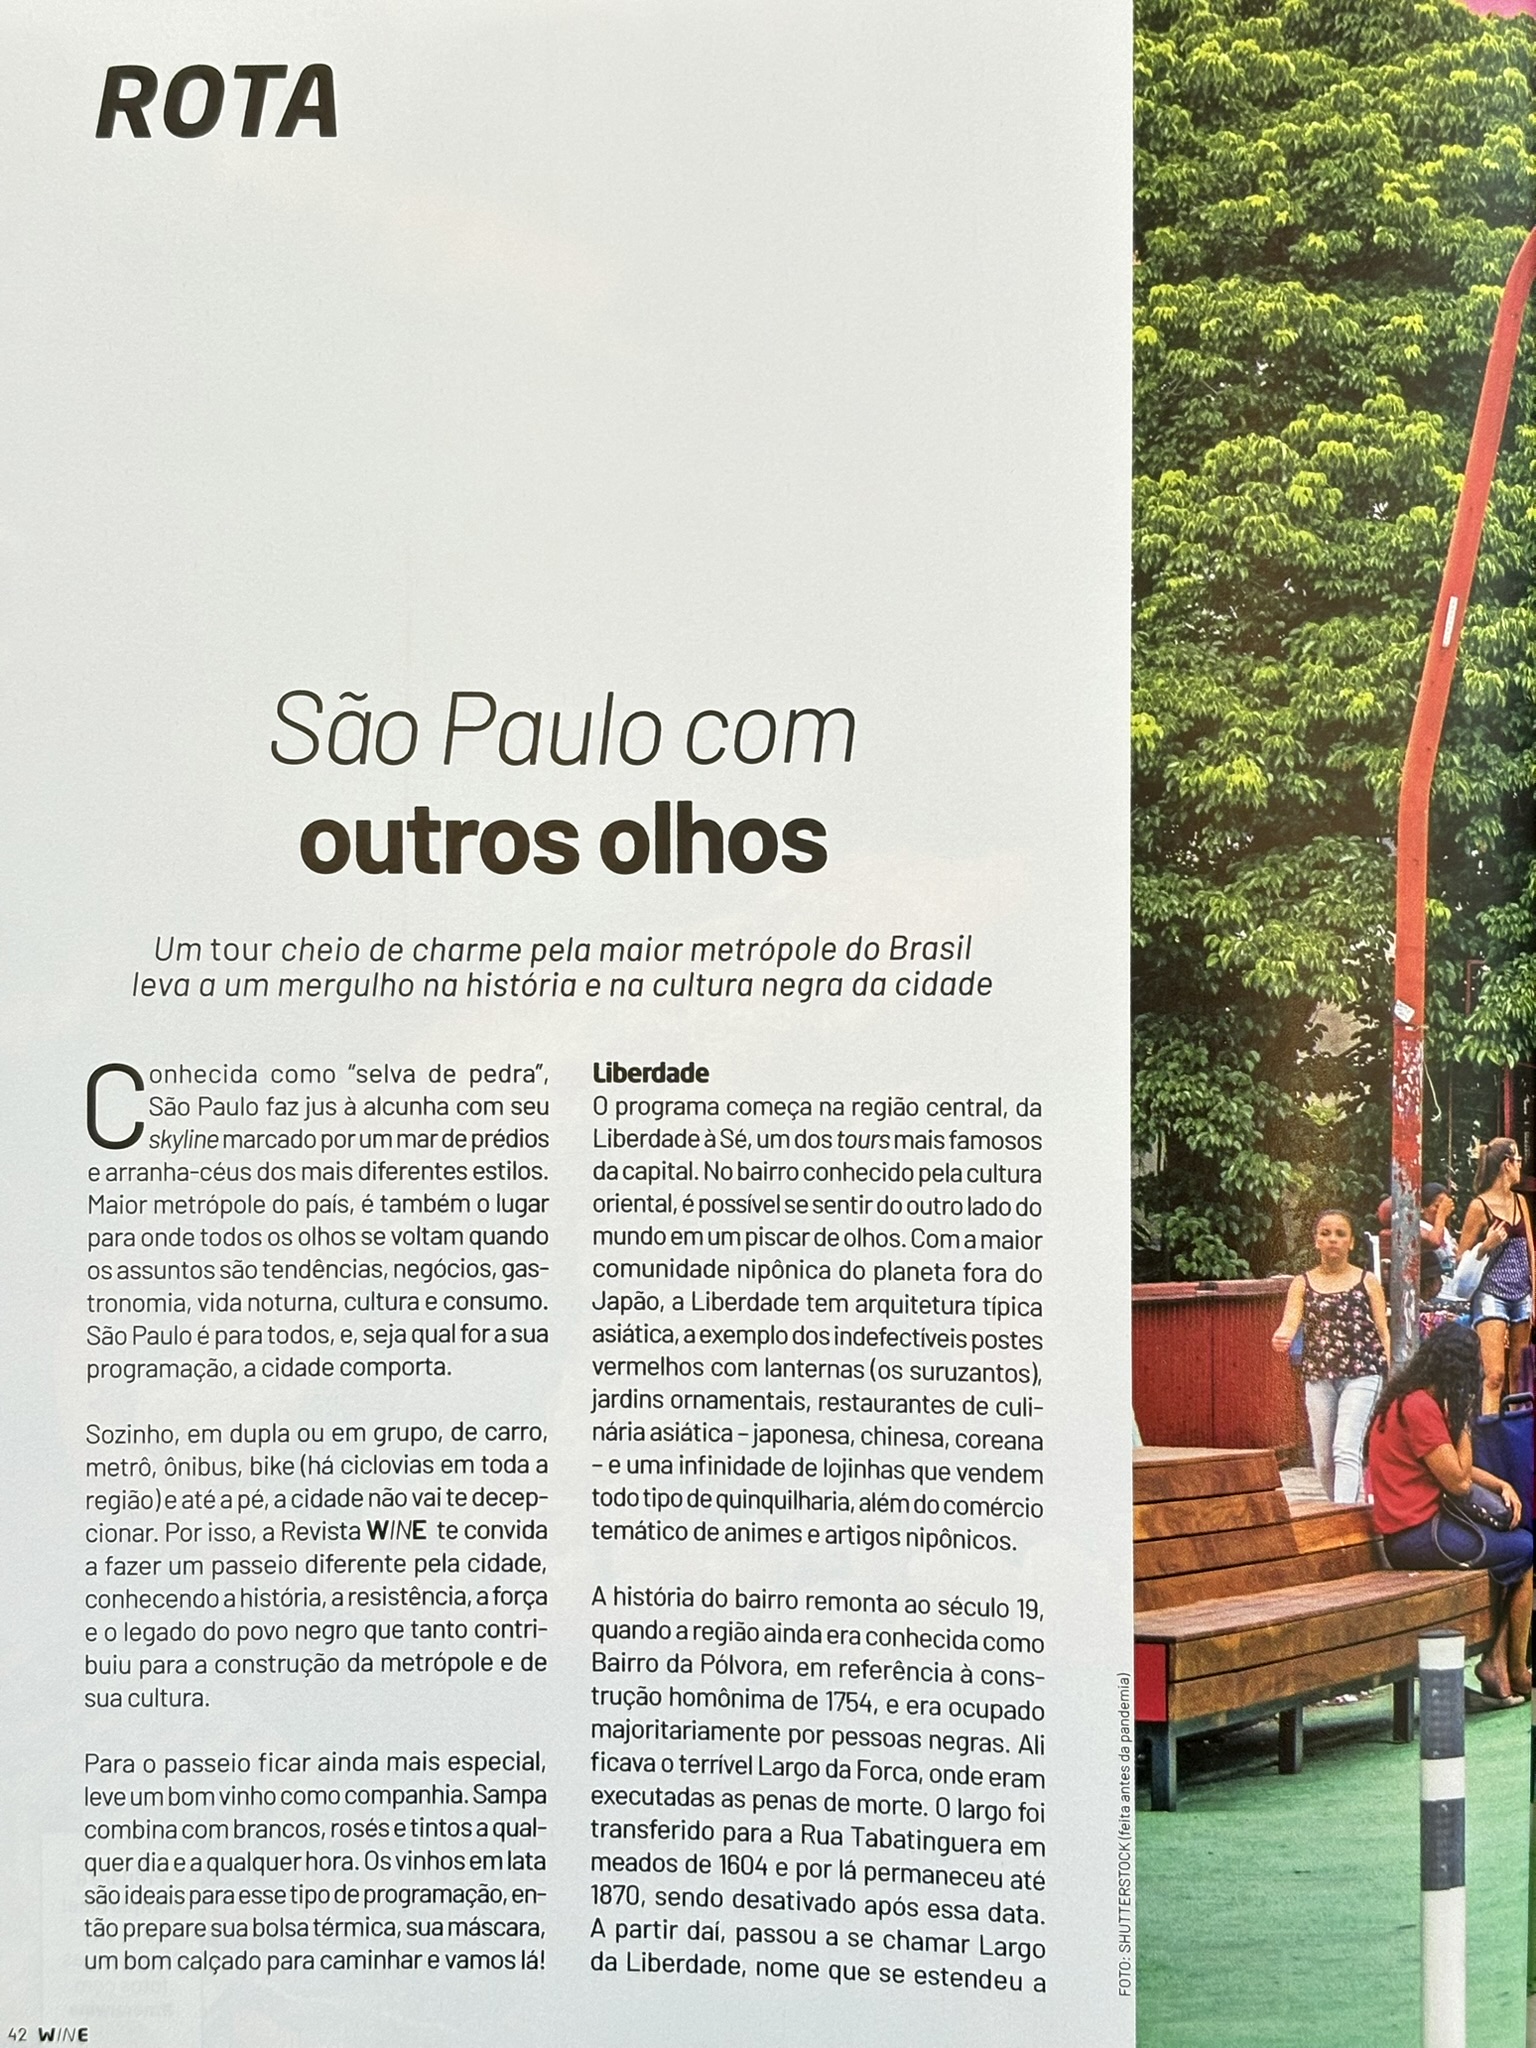 ROTA
São Paulo com
outros olhos
Um tour cheio de charme pela maior metrópole do Brasil
leva a um mergulho na história e na cultura negra da cidade
Conhecida como “selva de pedra”,
São Paulo faz jus à alcunha com seu
skyline marcado por um mar de prédios
e arranha-céus dos mais diferentes estilos.
Maior metrópole do país, é também o lugar
para onde todos os olhos se voltam quando
os assuntos são tendências, negócios, gas-
tronomia, vida noturna, cultura e consumo.
São Paulo é para todos, e, seja qual for a sua
programação, a cidade comporta.
Sozinho, em dupla ou em grupo, de carro,
metrô, ônibus, bike (há ciclovias em toda a
região) e até a pé, a cidade não vai te decep-
cionar. Por isso, a Revista WINE te convida
a fazer um passeio diferente pela cidade,
conhecendo a história, a resistência, a força
e o legado do povo negro que tanto contri-
buiu para a construção da metrópole e de
sua cultura.
Para o passeio ficar ainda mais especial,
leve um bom vinho como companhia. Sampa
combina com brancos, rosés e tintos a qual-
quer dia e a qualquer hora. Os vinhos em lata
são ideais para esse tipo de programação, en-
tão prepare sua bolsa térmica, sua máscara,
um bom calçado para caminhar e vamos lá!
Liberdade
O programa começa na região central, da
Liberdade à Sé, um dos tours mais famosos
da capital. No bairro conhecido pela cultura
oriental, é possível se sentir do outro lado do
mundo em um piscar de olhos. Com a maior
comunidade nipônica do planeta fora do
Japão, a Liberdade tem arquitetura típica
asiática, a exemplo dos indefectíveis postes
vermelhos com lanternas (os suruzantos),
jardins ornamentais, restaurantes de culi-
nária asiática – japonesa, chinesa, coreana
– e uma infinidade de lojinhas que vendem
todo tipo de quinquilharia, além do comércio
temático de animes e artigos nipônicos.
A história do bairro remonta ao século 19,
quando a região ainda era conhecida como
Bairro da Pólvora, em referência à cons-
trução homônima de 1754, e era ocupado
majoritariamente por pessoas negras. Ali
ficava o terrível Largo da Forca, onde eram
executadas as penas de morte. O largo foi
transferido para a Rua Tabatinguera em
meados de 1604 e por lá permaneceu até
1870, sendo desativado após essa data.
A partir daí, passou a se chamar Largo
da Liberdade, nome que se estendeu a
FOTO: SHUTTERSTOCK (feita antes da pandemia)
42 WINE